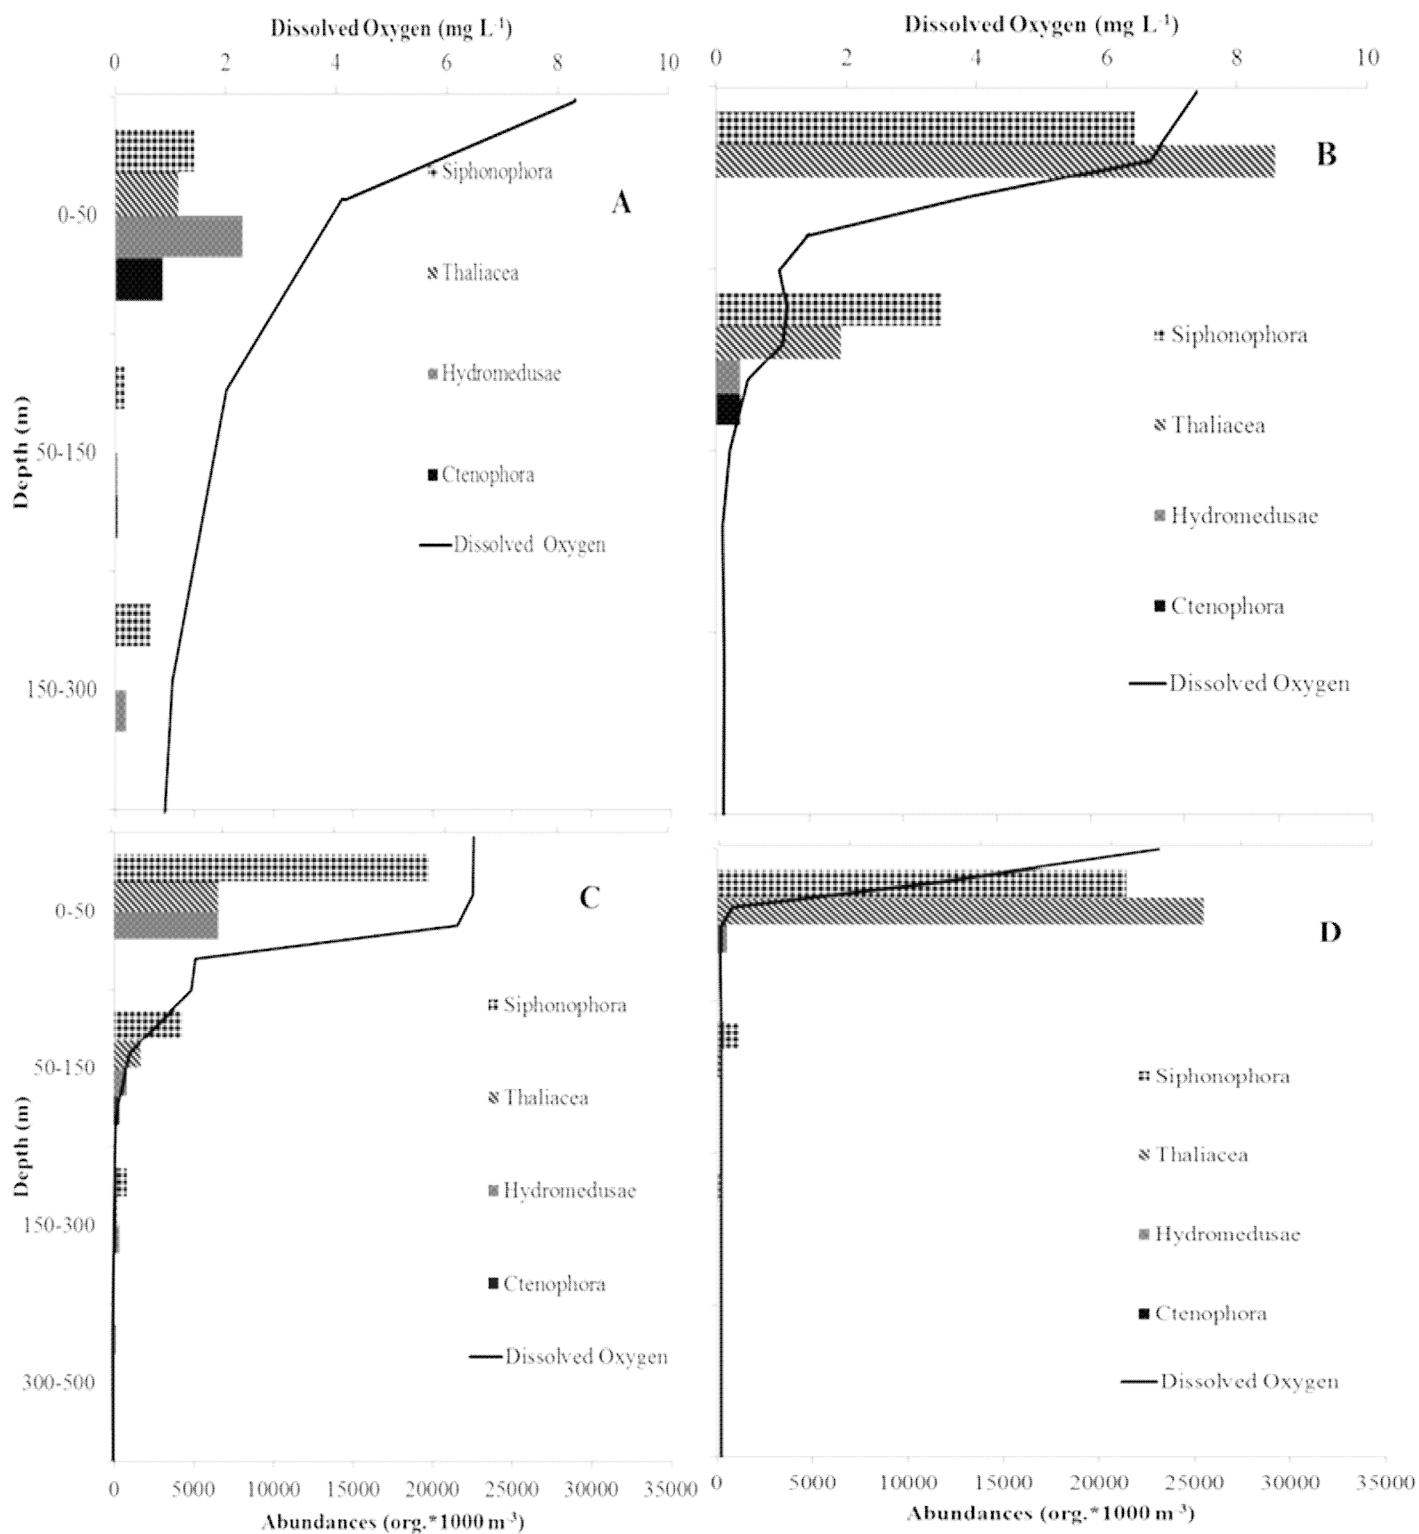 Dissolved Oxygen (mg L-1)
0 2 4 6 8 10
Siphonophora
A
0-50
Thaliacea
Hydromedusae
50-150
Ctenophora
Dissolved Oxygen
150-300
Depth (m)
Dissolved Oxygen (mg L-1)
0 2 4 6 8 10
B
Siphonophora
Thaliacea
Hydromedusae
Ctenophora
Dissolved Oxygen
C
0-50
Siphonophora
50-150
Thaliacea
Depth (m)
Hydromedusae
150-300
Ctenophora
Dissolved Oxygen
300-500
0 5000 10000 15000 20000 25000 30000 35000
Abundances (org.*1000 m-3)
D
Siphonophora
Thaliacea
Hydromedusae
Ctenophora
Dissolved Oxygen
0 5000 10000 15000 20000 25000 30000 35000
Abundances (org.*1000 m-3)